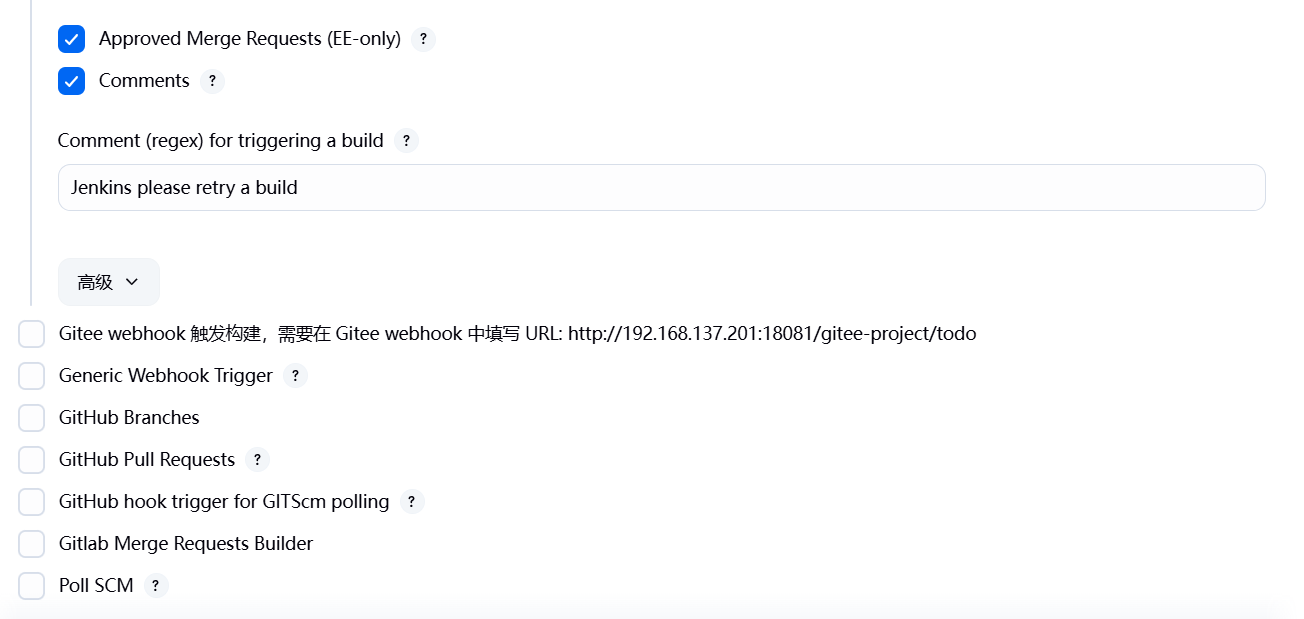 Approved Merge Requests (EE-only) ?
Comments ?
Comment (regex) for triggering a build ?
Jenkins please retry a build
高级
Gitee webhook 触发构建，需要在 Gitee webhook 中填写 URL: http://192.168.137.201:18081/gitee-project/todo
Generic Webhook Trigger ?
GitHub Branches
GitHub Pull Requests ?
GitHub hook trigger for GITScm polling ?
Gitlab Merge Requests Builder
Poll SCM ?